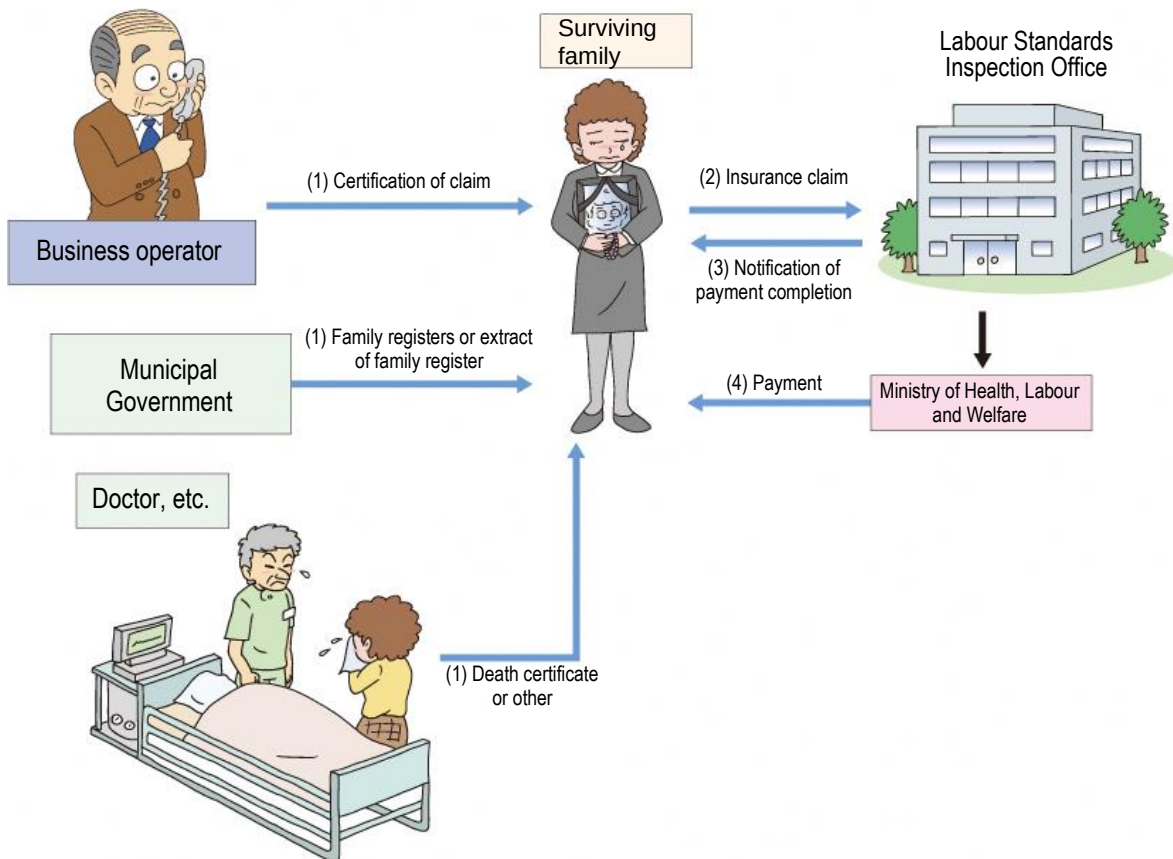 Surviving
family
Labour Standards
Inspection Office
(1) Certification of claim
(2) Insurance claim
Business operator
(3) Notification of
payment completion
(1) Family registers or extract
of family register
Municipal
Government
(4) Payment
Ministry of Health, Labour
and Welfare
Doctor, etc.
(1) Death certificate
or other